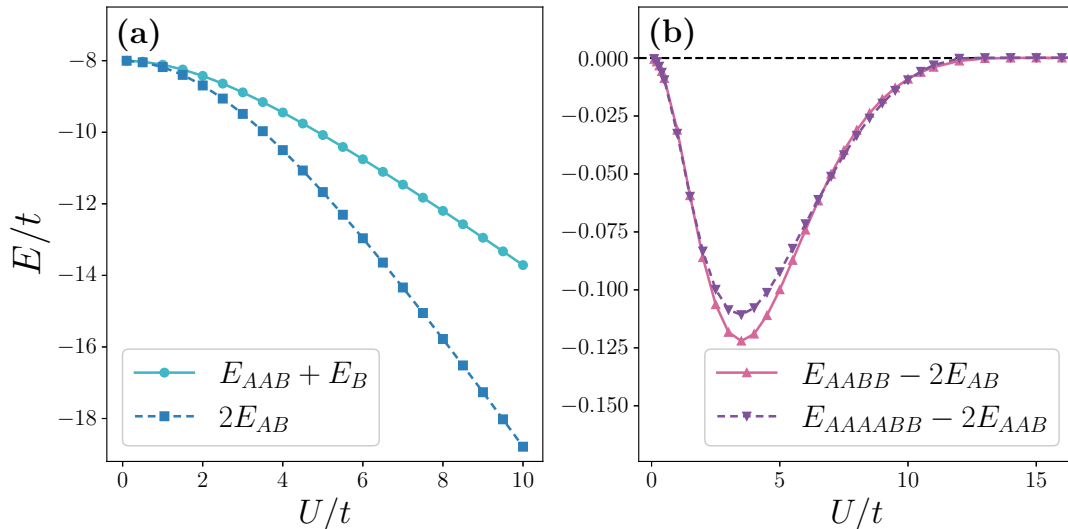 (a)
E/t
−8
−10
−12
−14
−16
−18
0 2 4 6 8 10
U/t
E_{AAB} + E_B
2E_{AB}
(b)
0.000
−0.025
−0.050
−0.075
−0.100
−0.125
−0.150
0 5 10 15
U/t
E_{AABB} − 2E_{AB}
E_{AAAABB} − 2E_{AAB}